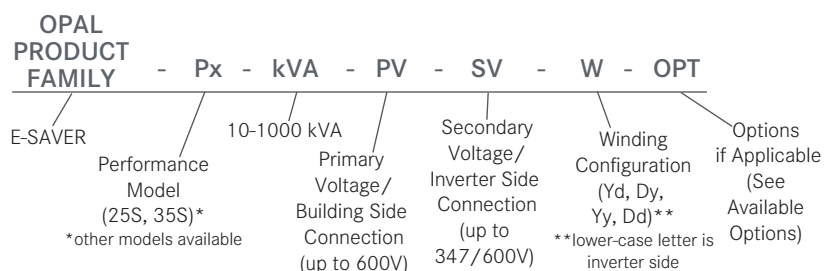 OPAL
PRODUCT
FAMILY - Px - kVA - PV - SV - W - OPT
E-SAVER
Performance
Model
(25S, 35S)*
*other models available
10-1000 kVA
Primary
Voltage/
Building Side
Connection
(up to 600V)
Secondary
Voltage/
Inverter Side
Connection
(up to
347/600V)
Winding
Configuration
(Yd, Dy,
Yy, Dd)**
**lower-case letter is
inverter side
Options
if Applicable
(See
Available
Options)